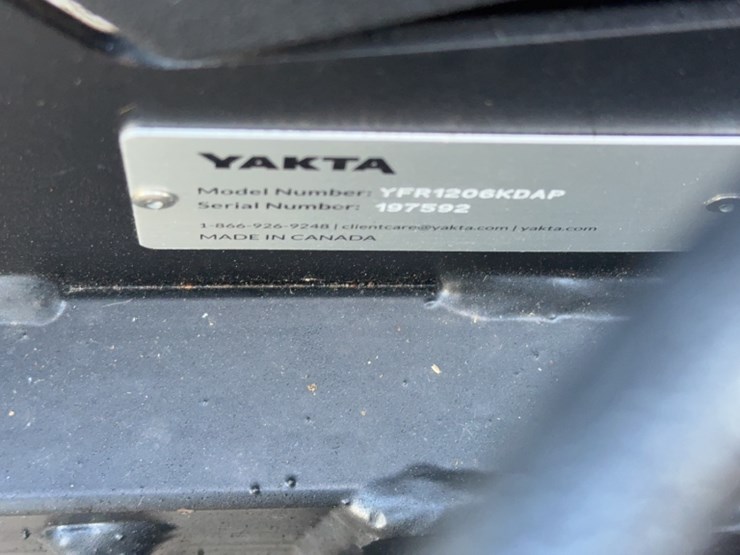 YAKTA
Model Number: YFR1206KDAP
Serial Number: 197592
1-866-926-9248 | clientcare@yakta.com | yakta.com
MADE IN CANADA